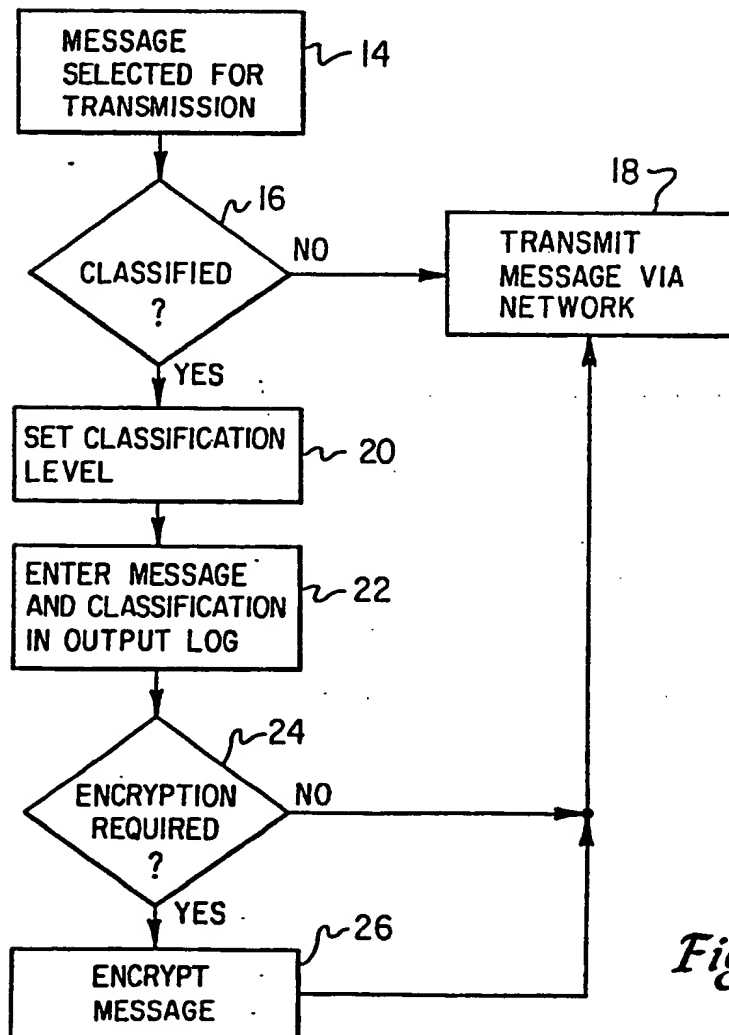 MESSAGE
SELECTED FOR
TRANSMISSION
14
16
CLASSIFIED
?
NO
18
TRANSMIT
MESSAGE VIA
NETWORK
YES
SET CLASSIFICATION
LEVEL
20
ENTER MESSAGE
AND CLASSIFICATION
IN OUTPUT LOG
22
24
ENCRYPTION
REQUIRED
?
NO
YES
26
ENCRYPT
MESSAGE
Fig